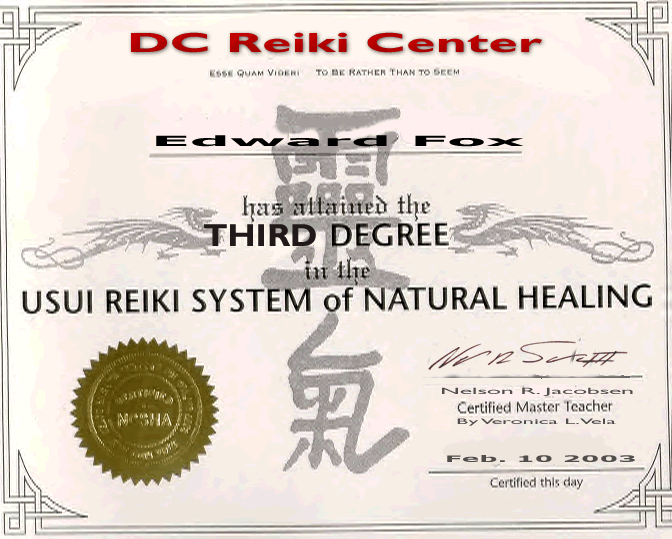 DC Reiki Center
ESSE QUAM VIDERI TO BE RATHER THAN TO SEEM
Edward Fox
has attained the
THIRD DEGREE
in the
USUI REIKI SYSTEM of NATURAL HEALING
靈
氣
CERTIFIED
NCSHA
Nelson R. Jacobsen
Certified Master Teacher
By Veronica L. Vela
Feb. 10 2003
Certified this day